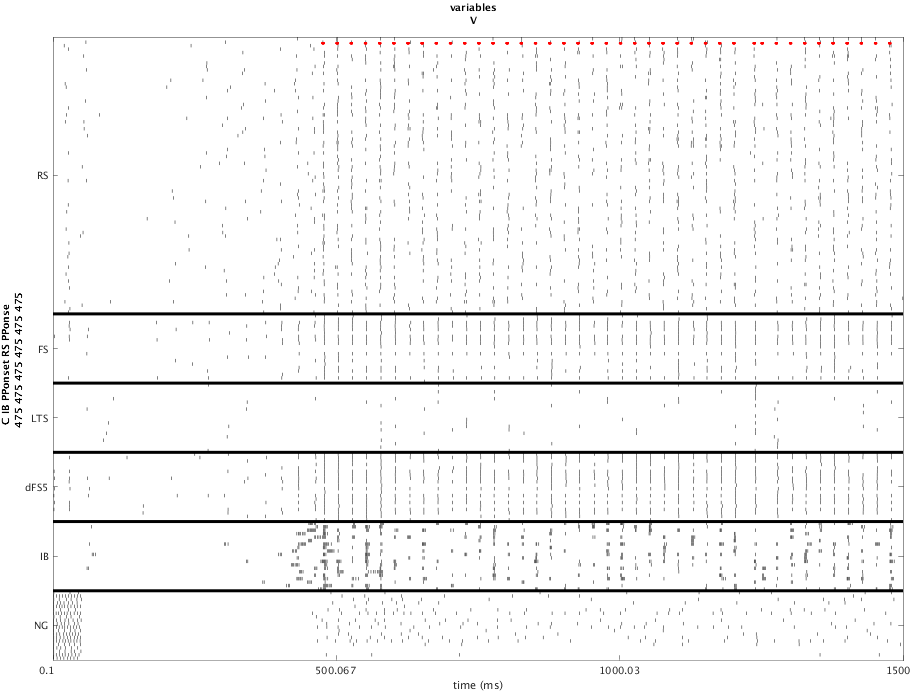 variables
V
C IB PPonset RS PPonse
475 475 475 475 475 475
RS
FS
LTS
dFS5
IB
NG
0.1
500.067
1000.03
1500
time (ms)